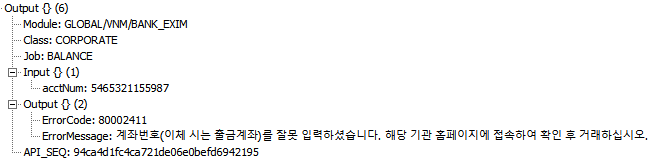 Output {} (6)
Module: GLOBAL/VNM/BANK_EXIM
Class: CORPORATE
Job: BALANCE
Input {} (1)
acctNum: 5465321155987
Output {} (2)
ErrorCode: 80002411
ErrorMessage: 계좌번호(이체 시는 출금계좌)를 잘못 입력하셨습니다. 해당 기관 홈페이지에 접속하여 확인 후 거래하십시오.
API_SEQ: 94ca4d1fc4ca721de06e0befd6942195